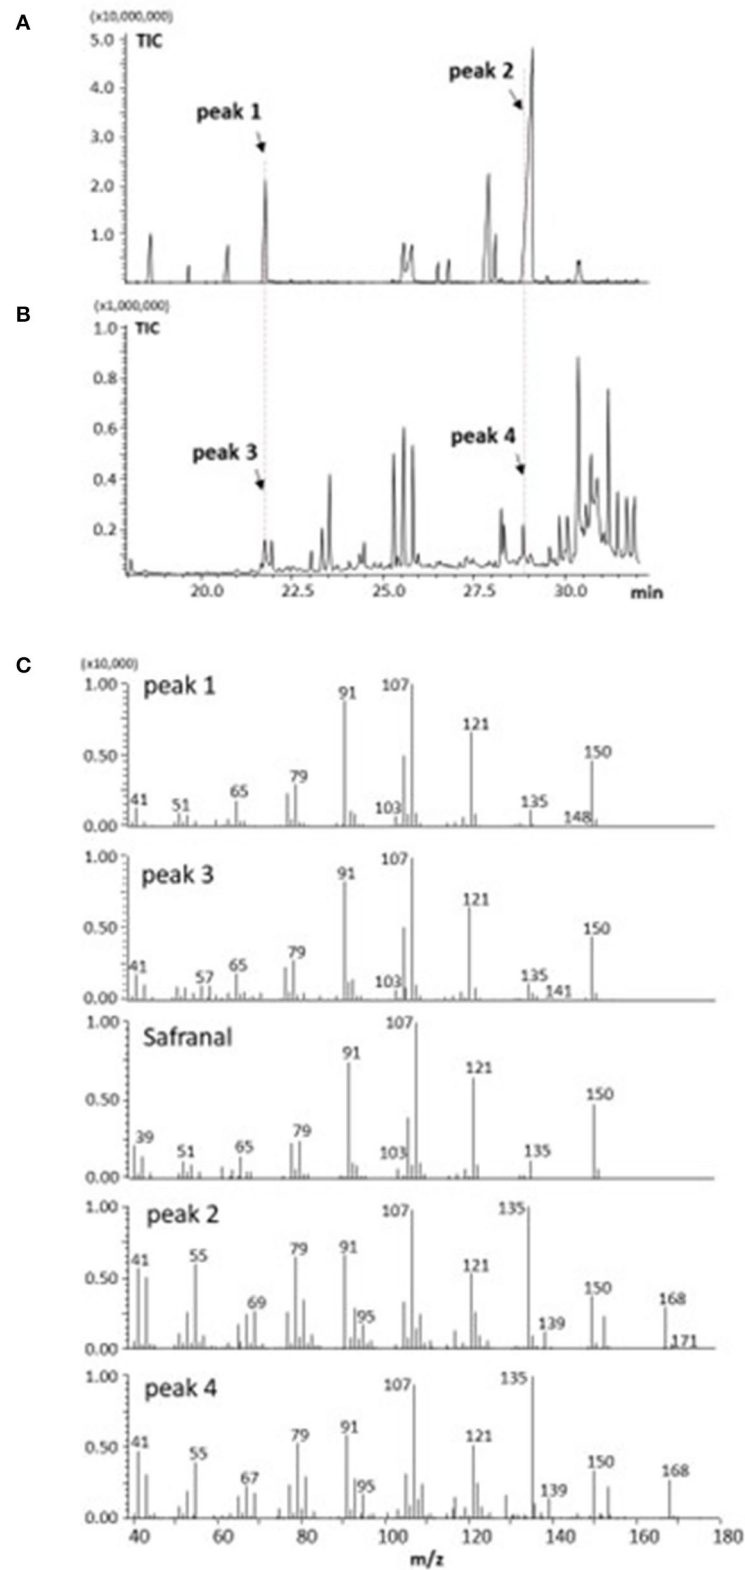 A
(x10,000,000)
5.0 TIC
peak 2
4.0
peak 1
3.0
2.0
1.0
B
(x1,000,000)
1.0 TIC
0.8
0.6
peak 3
peak 4
0.4
0.2
20.0 22.5 25.0 27.5 30.0 min
C
(x10,000)
1.00 peak 1
107
91
121
0.50
150
79
65
41 51 103 135 148
0.00
1.00
peak 3
107
91
121
0.50
150
79
65
41 57 103 135 141
0.00
1.00
Safranal
107
91
121
0.50
150
39 51 65 79 103 135
0.00
1.00
peak 2
107
135
41 55 79 91
121
0.50
69 95 139 150 168
171
0.00
1.00
peak 4
107
135
41 55 79 91
121
0.50
67 95 139 150 168
0.00
40 60 80 100 120 140 160 180
m/z